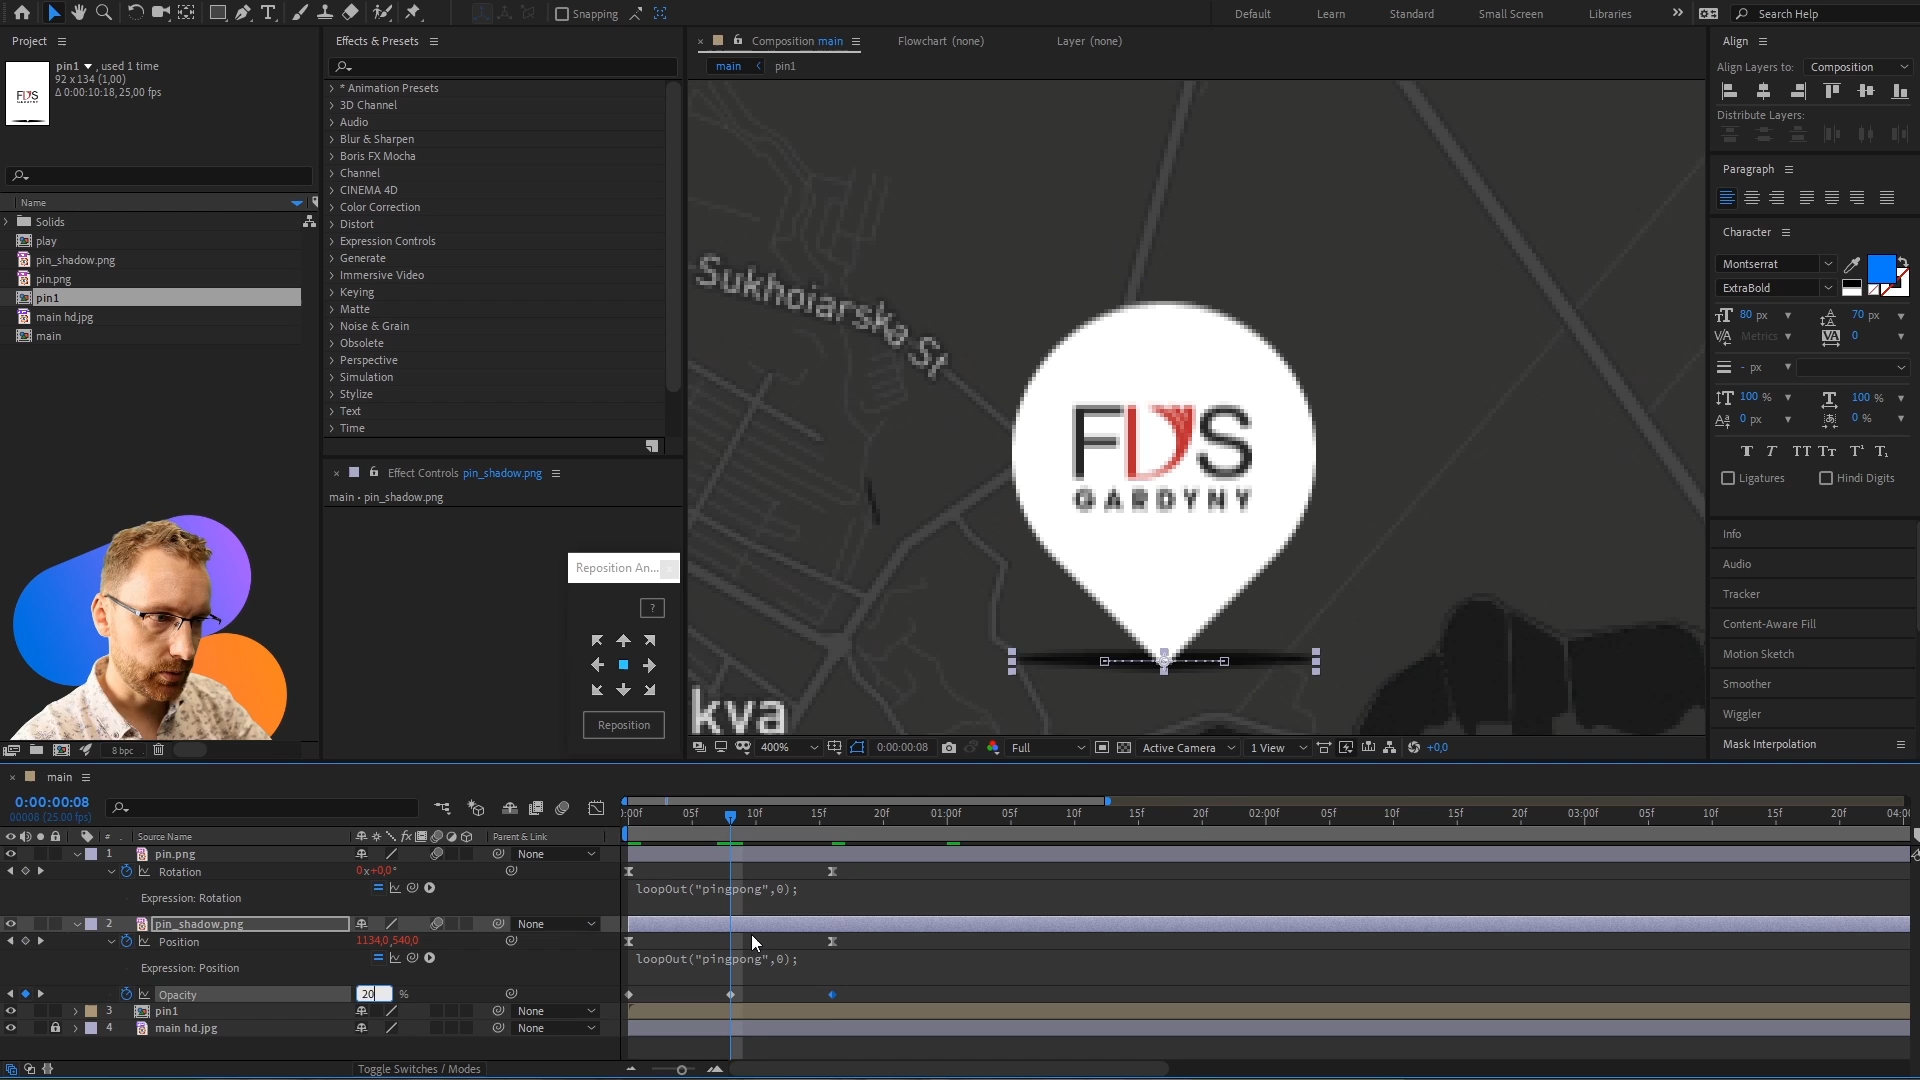 Snapping
Default
Learn
Standard
Small Screen
Libraries
Search Help
Project
pin1 , used 1 time
92 x 134 (1,00)
Δ 0:00:10:18, 25,00 fps
FDS
GARDYNY
Name
Solids
play
pin_shadow.png
pin.png
pin1
main hd.jpg
main
8 bpc
Effects & Presets
* Animation Presets
3D Channel
Audio
Blur & Sharpen
Boris FX Mocha
Channel
CINEMA 4D
Color Correction
Distort
Expression Controls
Generate
Immersive Video
Keying
Matte
Noise & Grain
Obsolete
Perspective
Simulation
Stylize
Text
Time
Effect Controls pin_shadow.png
main • pin_shadow.png
Reposition An...
?
Reposition
Composition main
Flowchart (none)
Layer (none)
main < pin1
Sukhoiarska St
FDS
GARDYNY
kva
400%
0:00:00:08
Full
Active Camera
1 View
+0,0
Align
Align Layers to: Composition
Distribute Layers:
Paragraph
Character
Montserrat
ExtraBold
80 px
70 px
Metrics
0
- px
100 %
100 %
0 px
0 %
Ligatures
Hindi Digits
Info
Audio
Tracker
Content-Aware Fill
Motion Sketch
Smoother
Wiggler
Mask Interpolation
main
0:00:00:08
00008 (25.00 fps)
# Source Name
Parent & Link
:00f 05f 10f 15f 20f 01:00f 05f 10f 15f 20f 02:00f 05f 10f 15f 20f 03:00f 05f 10f 15f 20f 04:00
1 pin.png None
Rotation 0x+0,0°
loopOut("pingpong",0);
Expression: Rotation
2 pin_shadow.png None
Position 1134,0,540,0
loopOut("pingpong",0);
Expression: Position
Opacity 20 %
3 pin1 None
4 main hd.jpg None
Toggle Switches / Modes